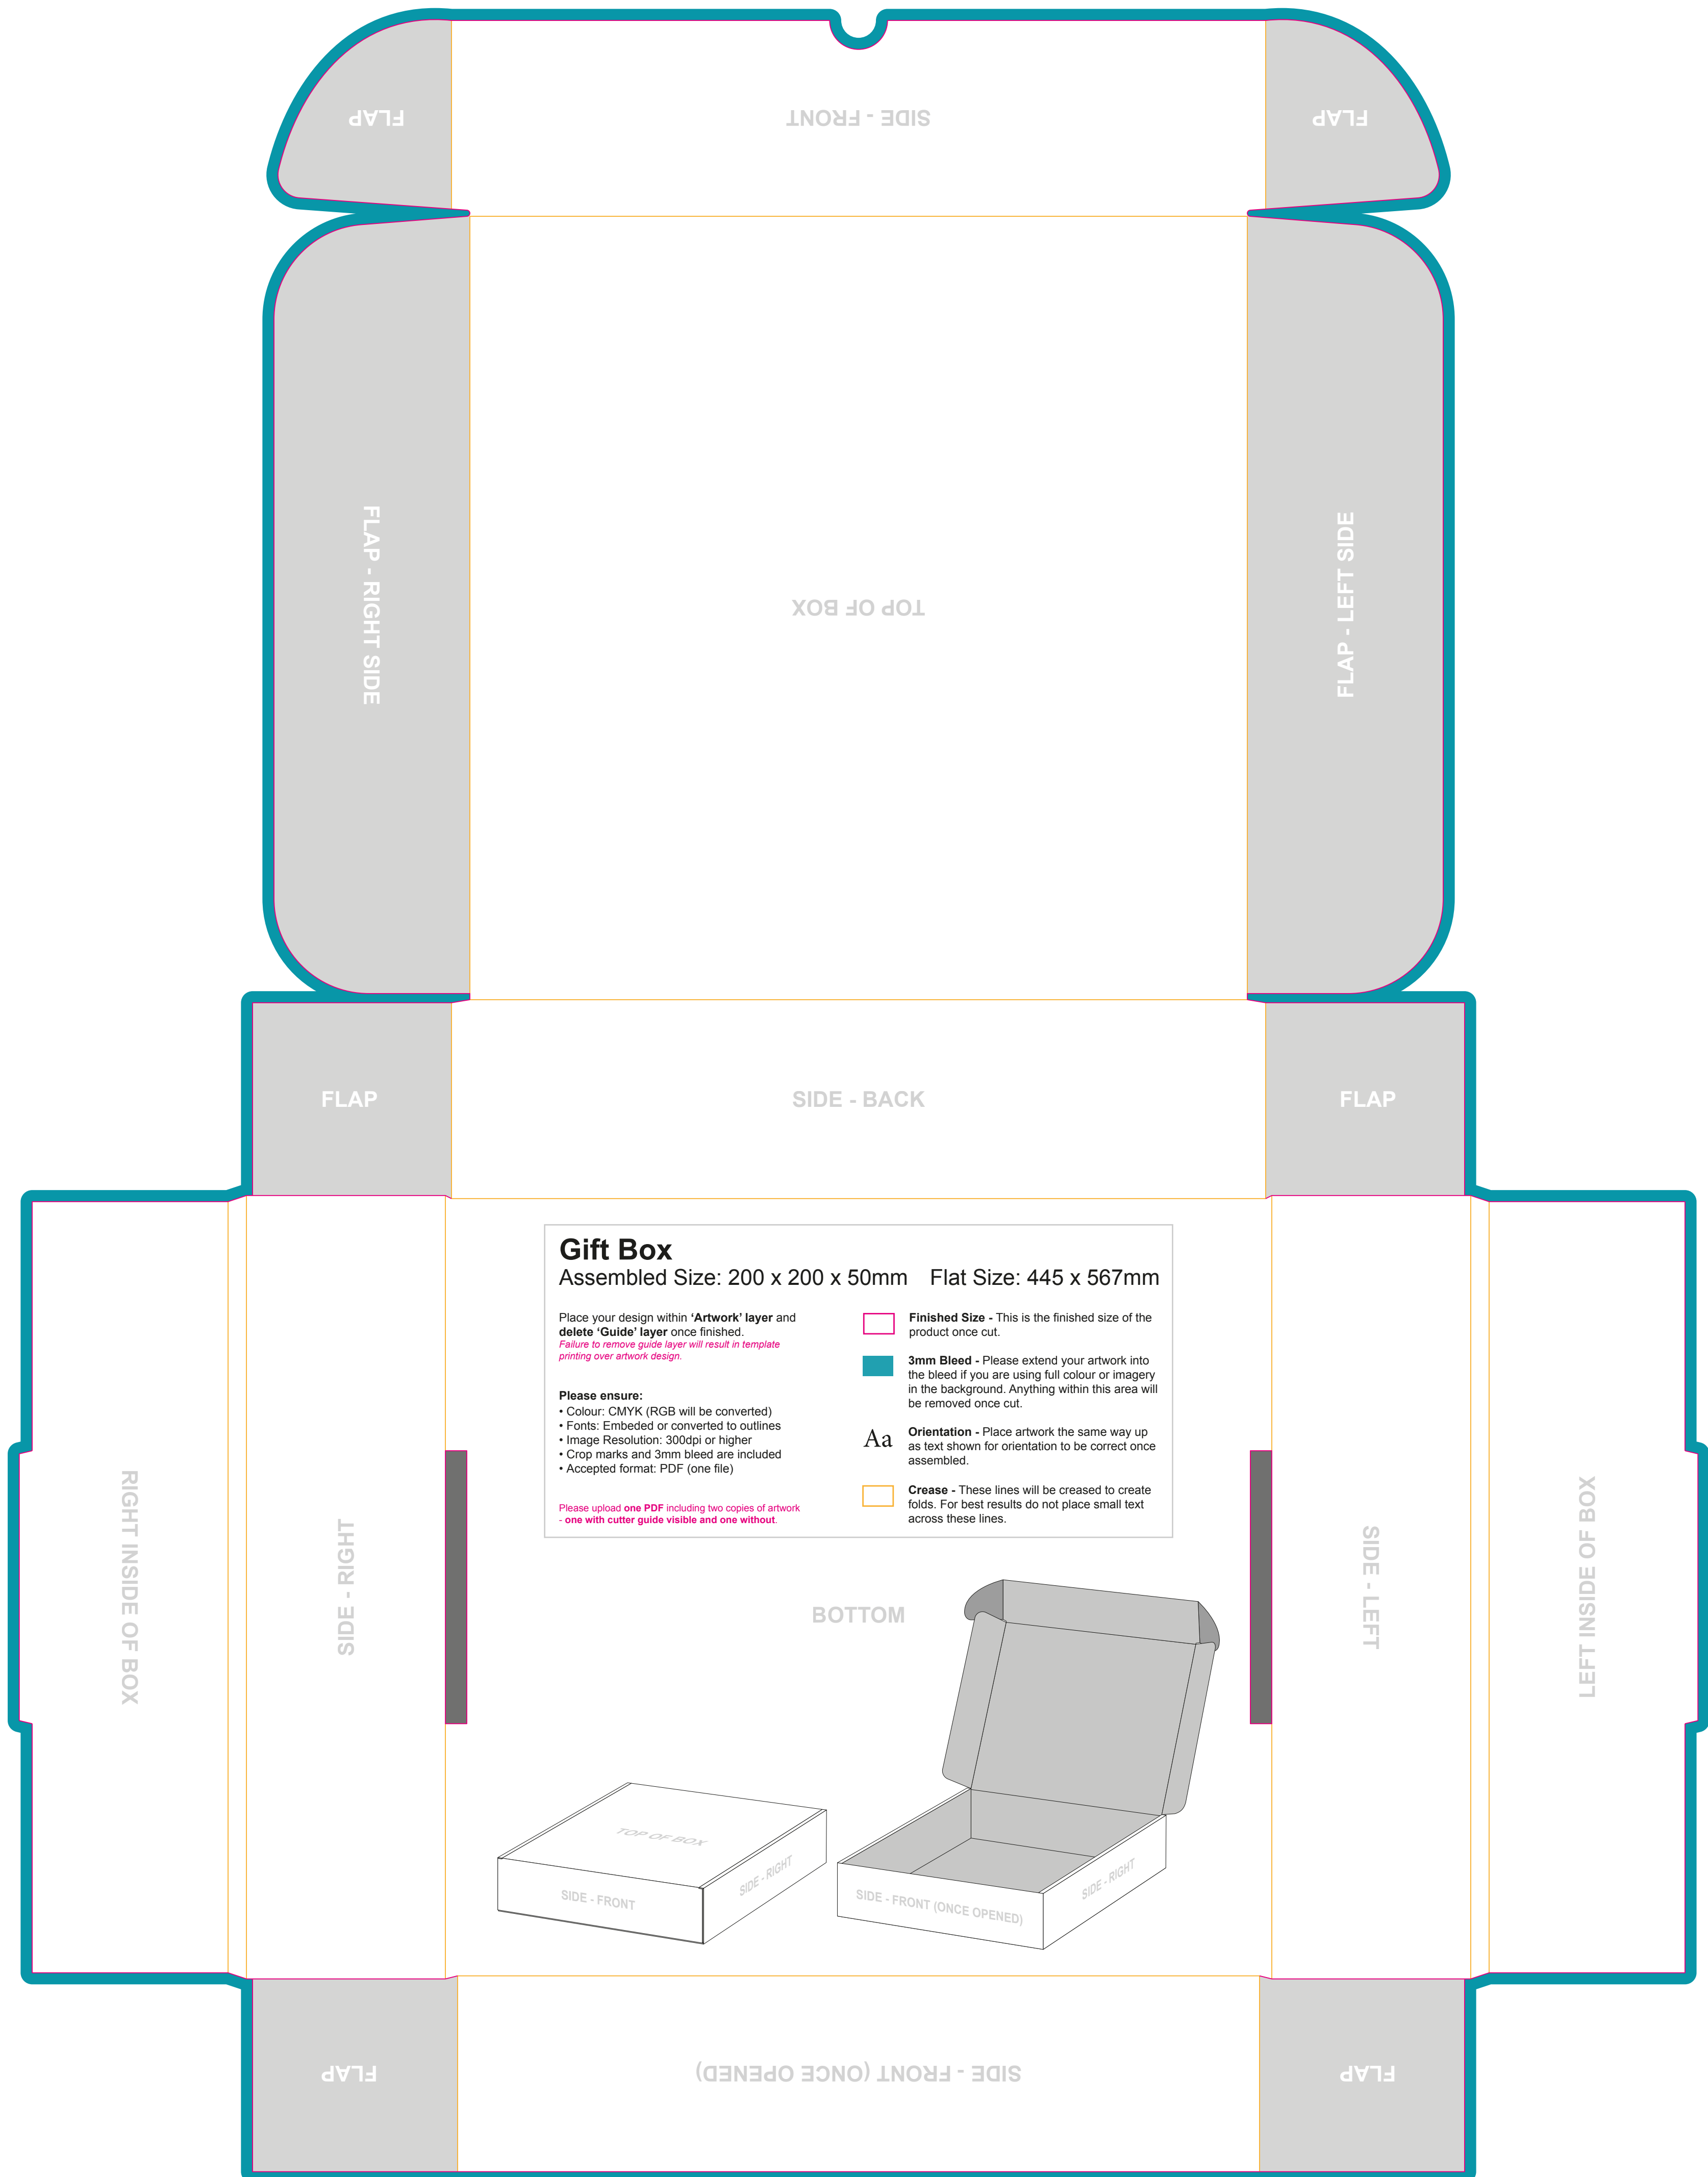 FLAP
SIDE - FRONT
FLAP
FLAP - RIGHT SIDE
TOP OF BOX
FLAP - LEFT SIDE
FLAP
SIDE - BACK
FLAP
Gift Box
Assembled Size: 200 x 200 x 50mm Flat Size: 445 x 567mm
Place your design within ‘Artwork’ layer and
delete ‘Guide’ layer once finished.
Failure to remove guide layer will result in template
printing over artwork design.
Please ensure:
• Colour: CMYK (RGB will be converted)
• Fonts: Embeded or converted to outlines
• Image Resolution: 300dpi or higher
• Crop marks and 3mm bleed are included
• Accepted format: PDF (one file)
Please upload one PDF including two copies of artwork
- one with cutter guide visible and one without.
Finished Size - This is the finished size of the
product once cut.
3mm Bleed - Please extend your artwork into
the bleed if you are using full colour or imagery
in the background. Anything within this area will
be removed once cut.
Aa
Orientation - Place artwork the same way up
as text shown for orientation to be correct once
assembled.
Crease - These lines will be creased to create
folds. For best results do not place small text
across these lines.
RIGHT INSIDE OF BOX
SIDE - RIGHT
BOTTOM
SIDE - LEFT
LEFT INSIDE OF BOX
TOP OF BOX
SIDE - FRONT
SIDE - RIGHT
SIDE - FRONT (ONCE OPENED)
SIDE - RIGHT
FLAP
SIDE - FRONT (ONCE OPENED)
FLAP